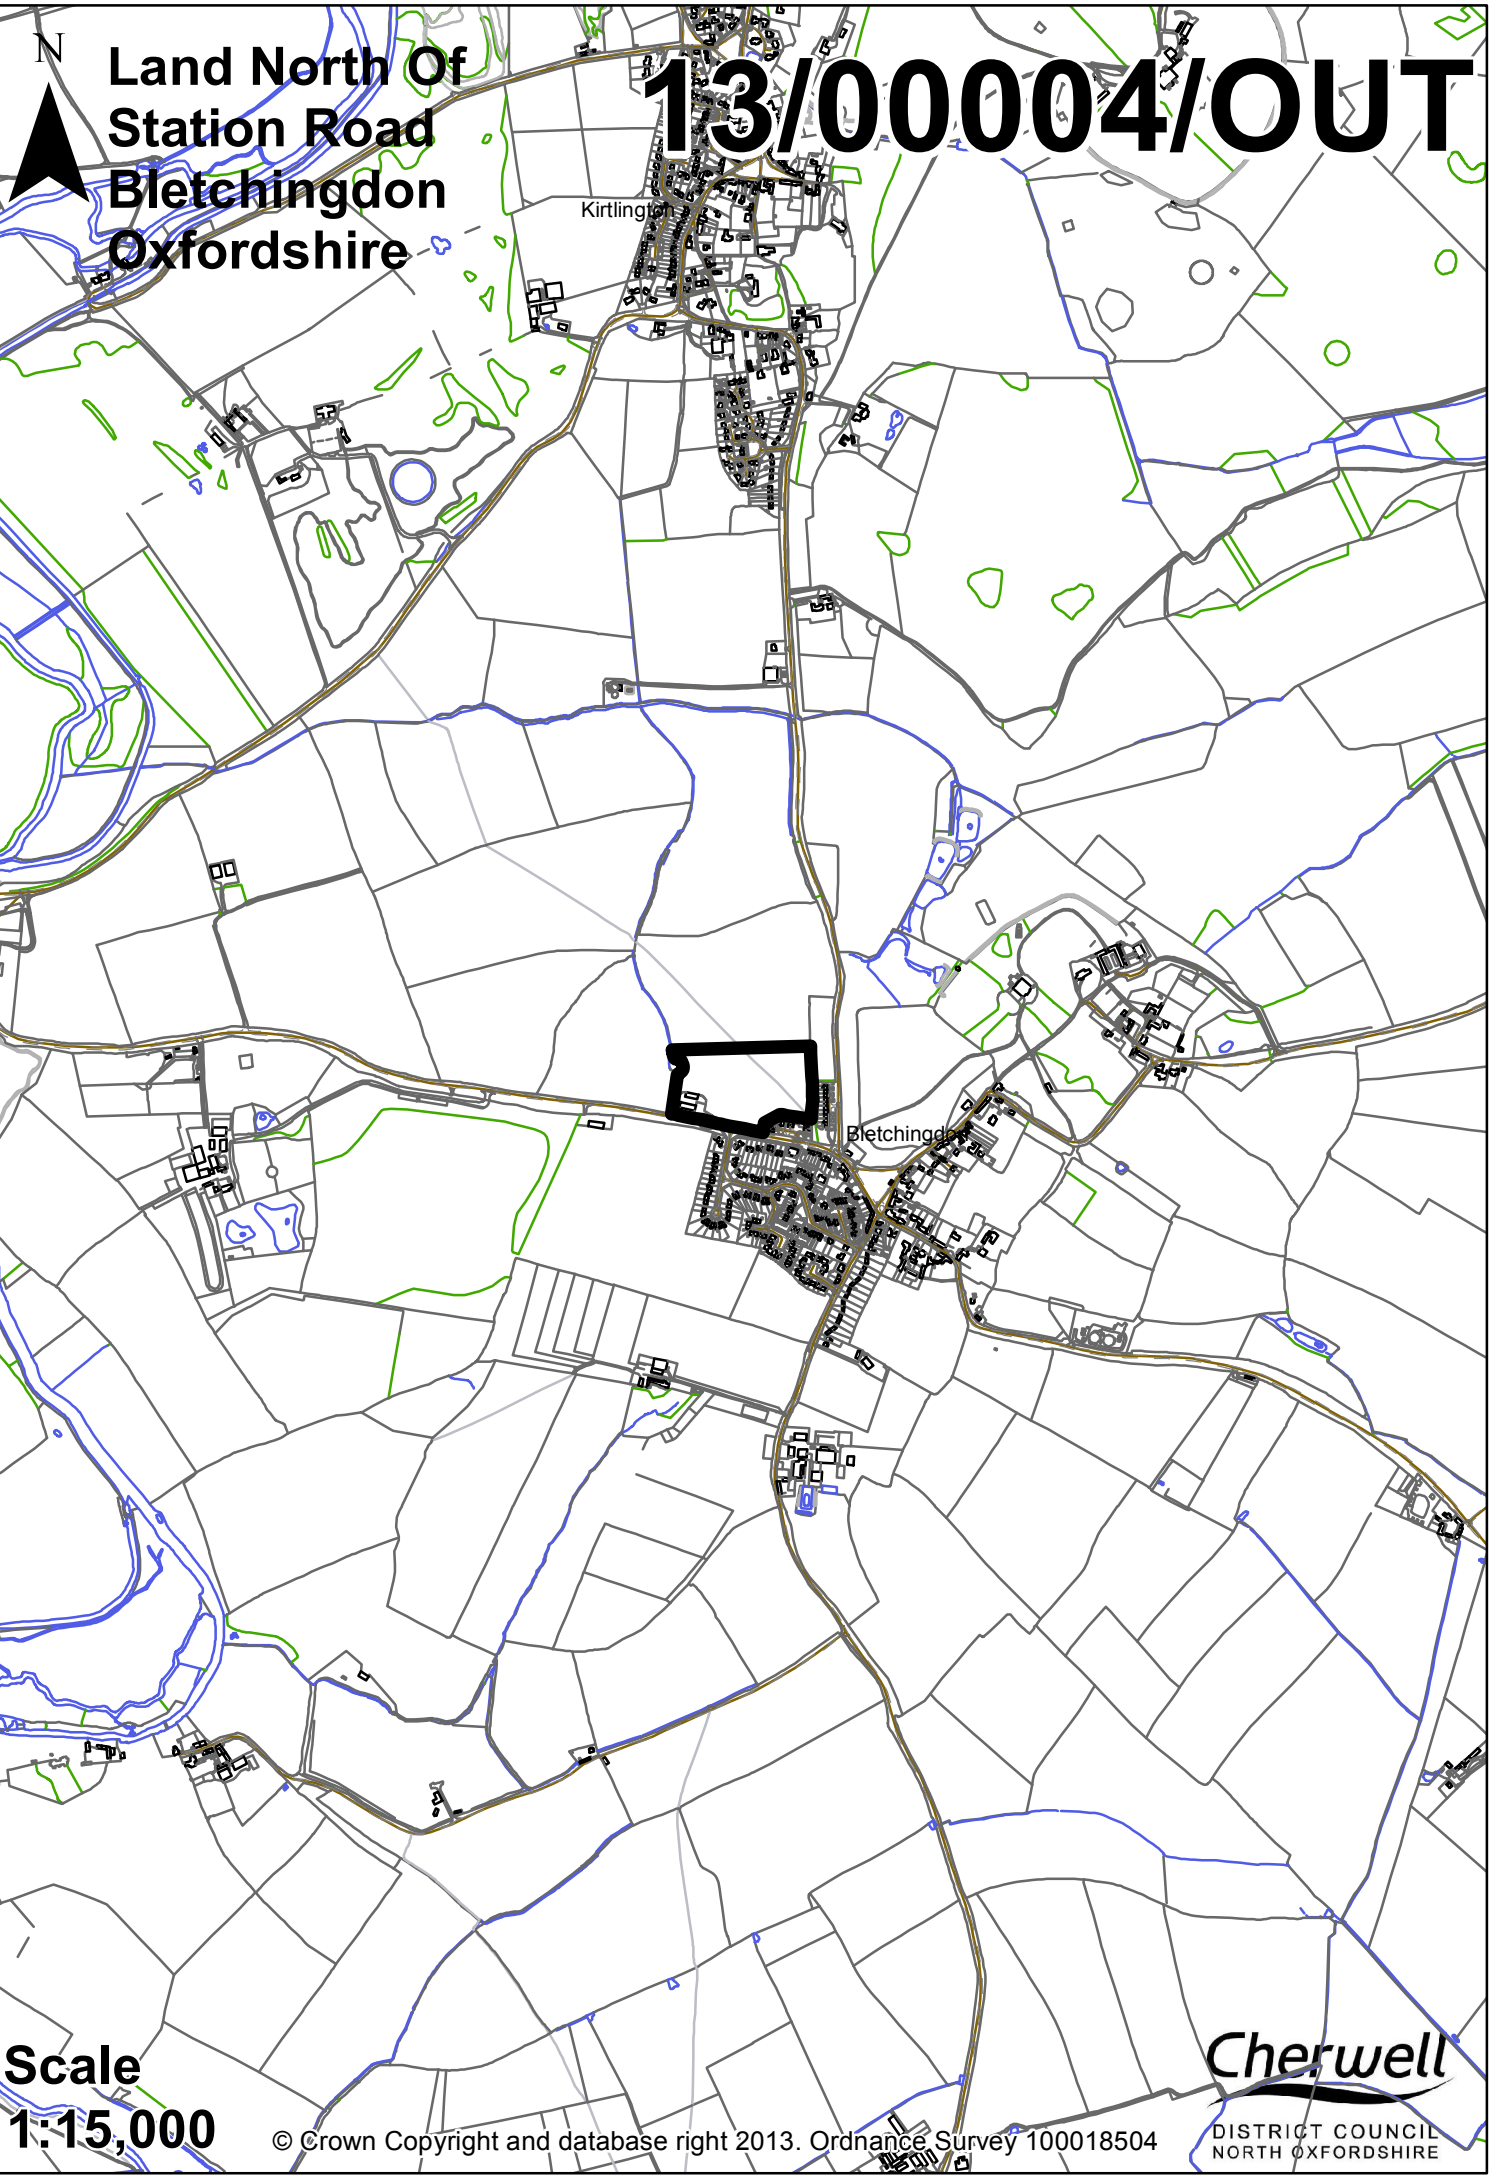 N
Land North Of
Station Road
Bletchingdon
Oxfordshire
13/00004/OUT
Kirtlington
Bletchingdon
Scale
1:15,000
© Crown Copyright and database right 2013. Ordnance Survey 100018504
Cherwell
DISTRICT COUNCIL
NORTH OXFORDSHIRE